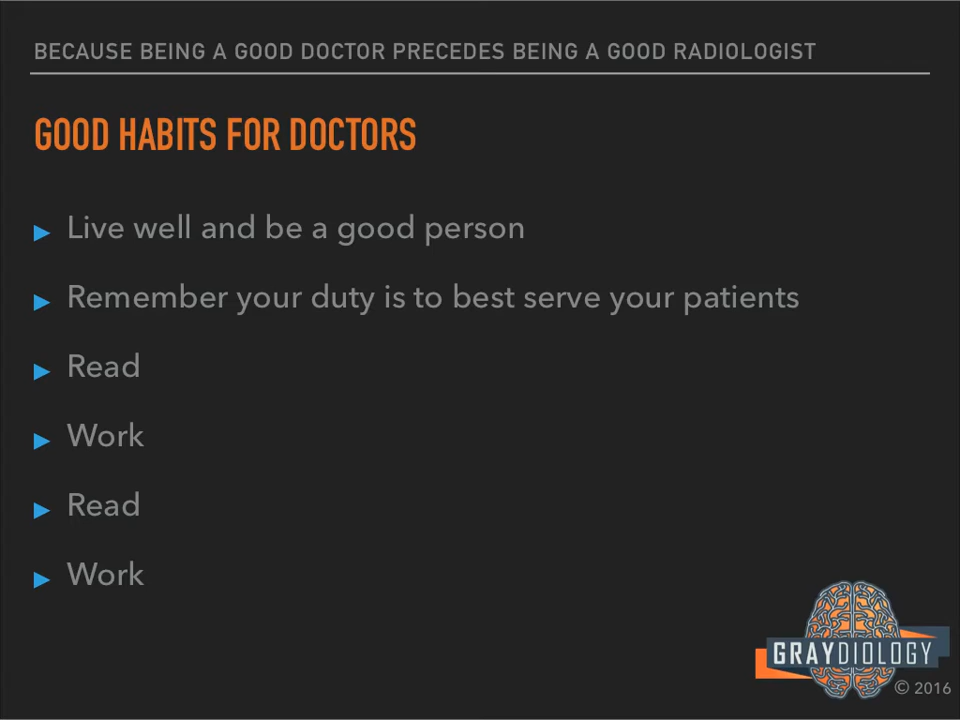 BECAUSE BEING A GOOD DOCTOR PRECEDES BEING A GOOD RADIOLOGIST
GOOD HABITS FOR DOCTORS
▶ Live well and be a good person
▶ Remember your duty is to best serve your patients
▶ Read
▶ Work
▶ Read
▶ Work
GRAYDIOLOGY
© 2016